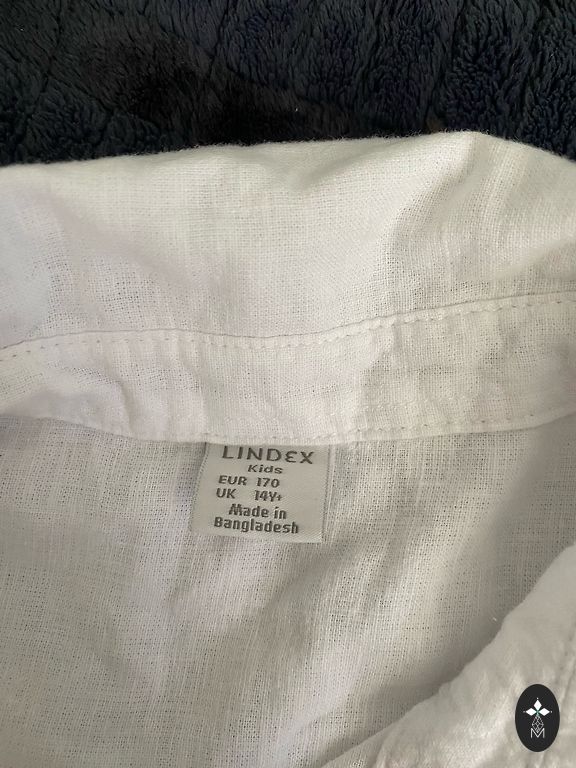 LINDEX
Kids
EUR 170
UK 14Y+
Made in
Bangladesh